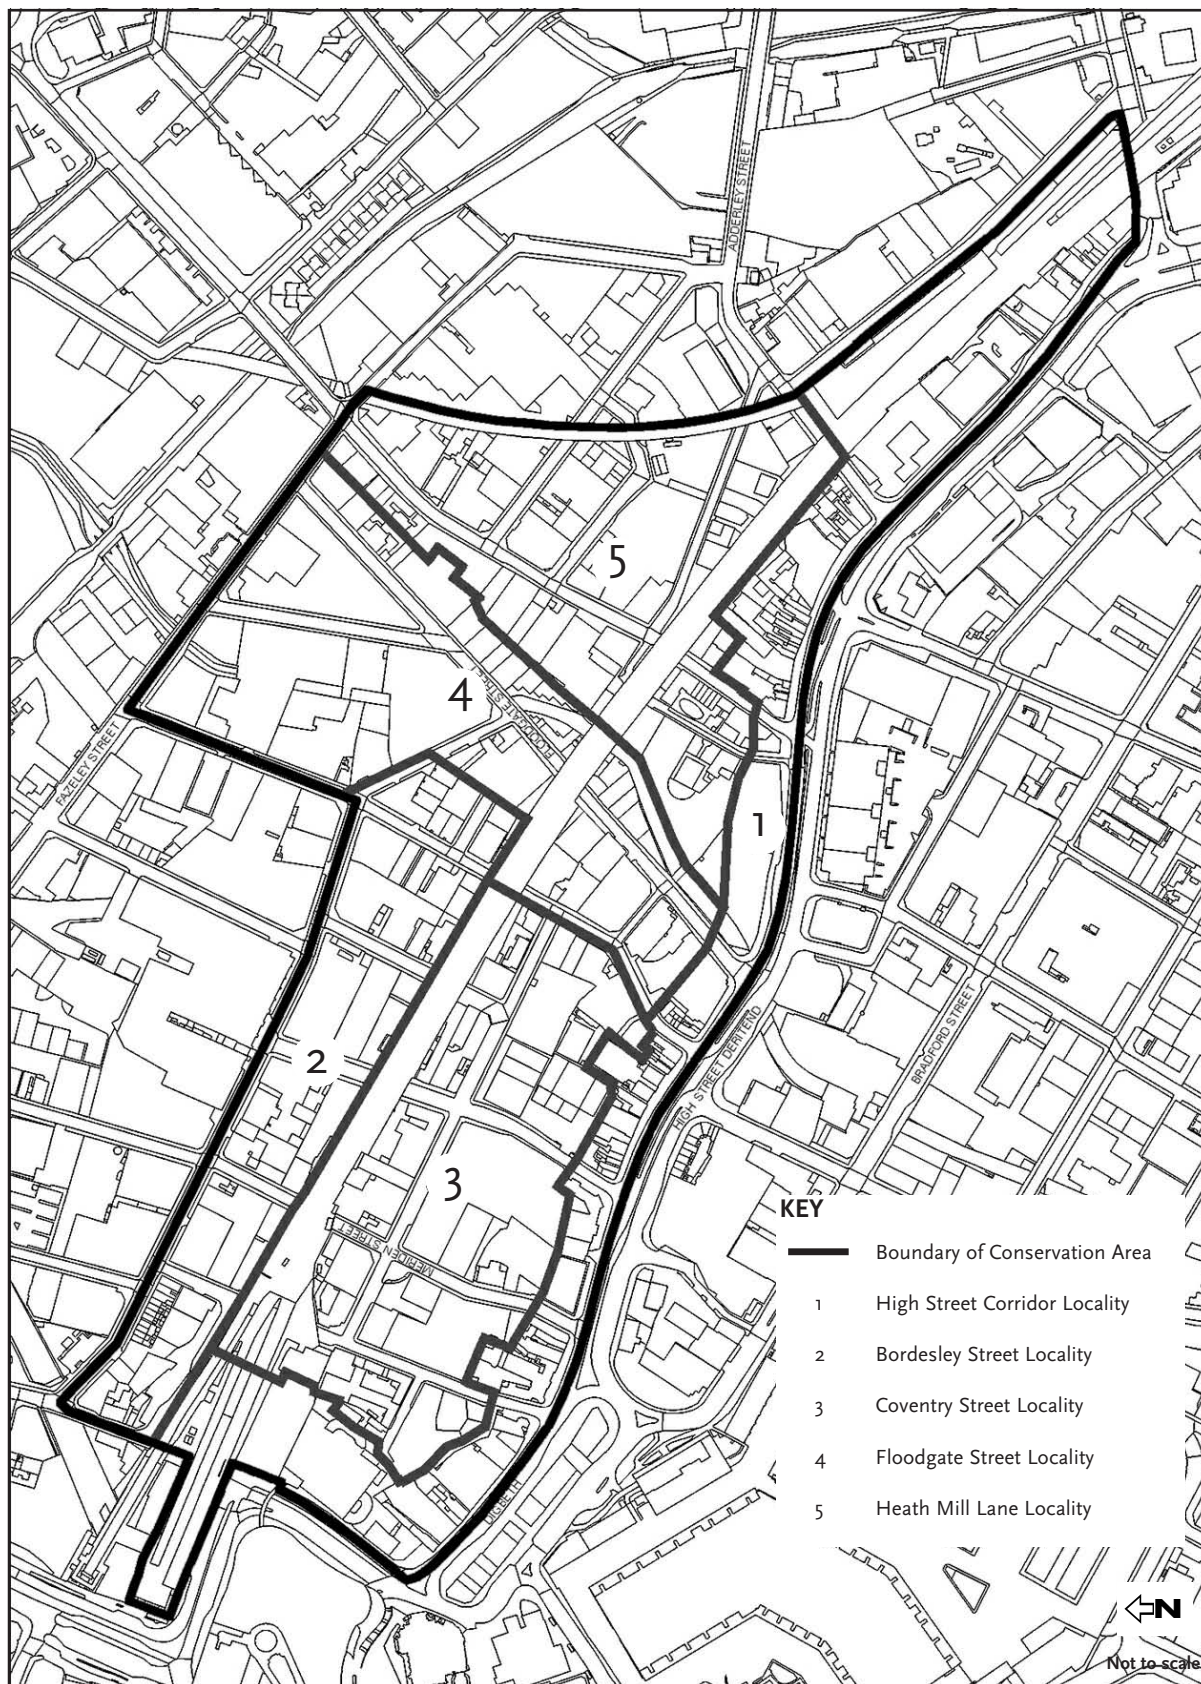 ADDERLEY STREET
5
4
FLOODGATE STREET
FAZELEY STREET
1
2
HIGH STREET DERITEND
BRADFORD STREET
3
MERIDEN STREET
DIGBETH
KEY
Boundary of Conservation Area
1 High Street Corridor Locality
2 Bordesley Street Locality
3 Coventry Street Locality
4 Floodgate Street Locality
5 Heath Mill Lane Locality
N
Not to scale